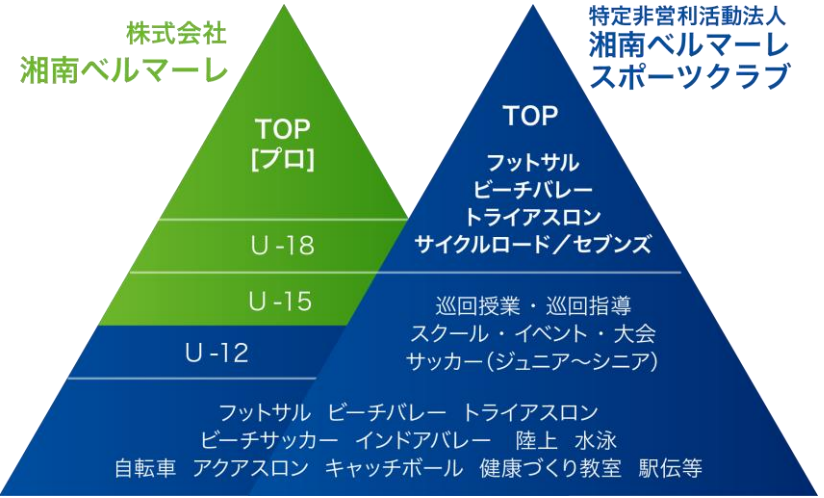 株式会社
湘南ベルマーレ
特定非営利活動法人
湘南ベルマーレ
スポーツクラブ
TOP
[プロ]
U-18
U-15
U-12
TOP
フットサル
ビーチバレー
トライアスロン
サイクルロード／セブンズ
巡回授業・巡回指導
スクール・イベント・大会
サッカー（ジュニア〜シニア）
フットサル ビーチバレー トライアスロン
ビーチサッカー インドアバレー 陸上 水泳
自転車 アクアスロン キャッチボール 健康づくり教室 駅伝等